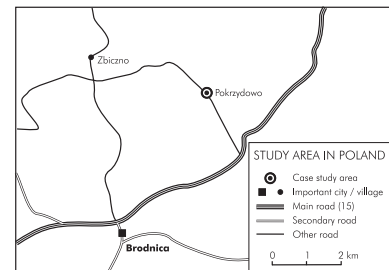 Zbiczno
Pokrzydowo
Brodnica
STUDY AREA IN POLAND
Case study area
Important city / village
Main road (15)
Secondary road
Other road
0 1 2 km